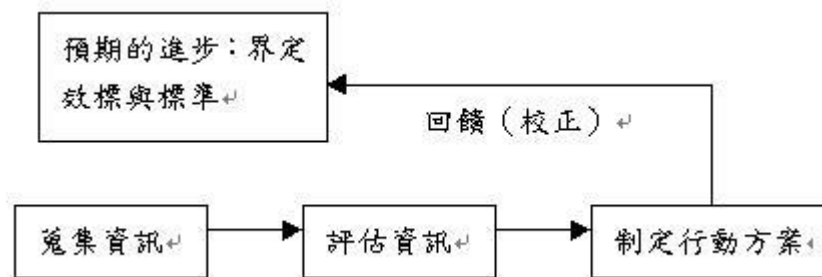 預期的進步：界定
效標與標準↵
回饋（校正）↵
蒐集資訊↵
評估資訊↵
制定行動方案↵